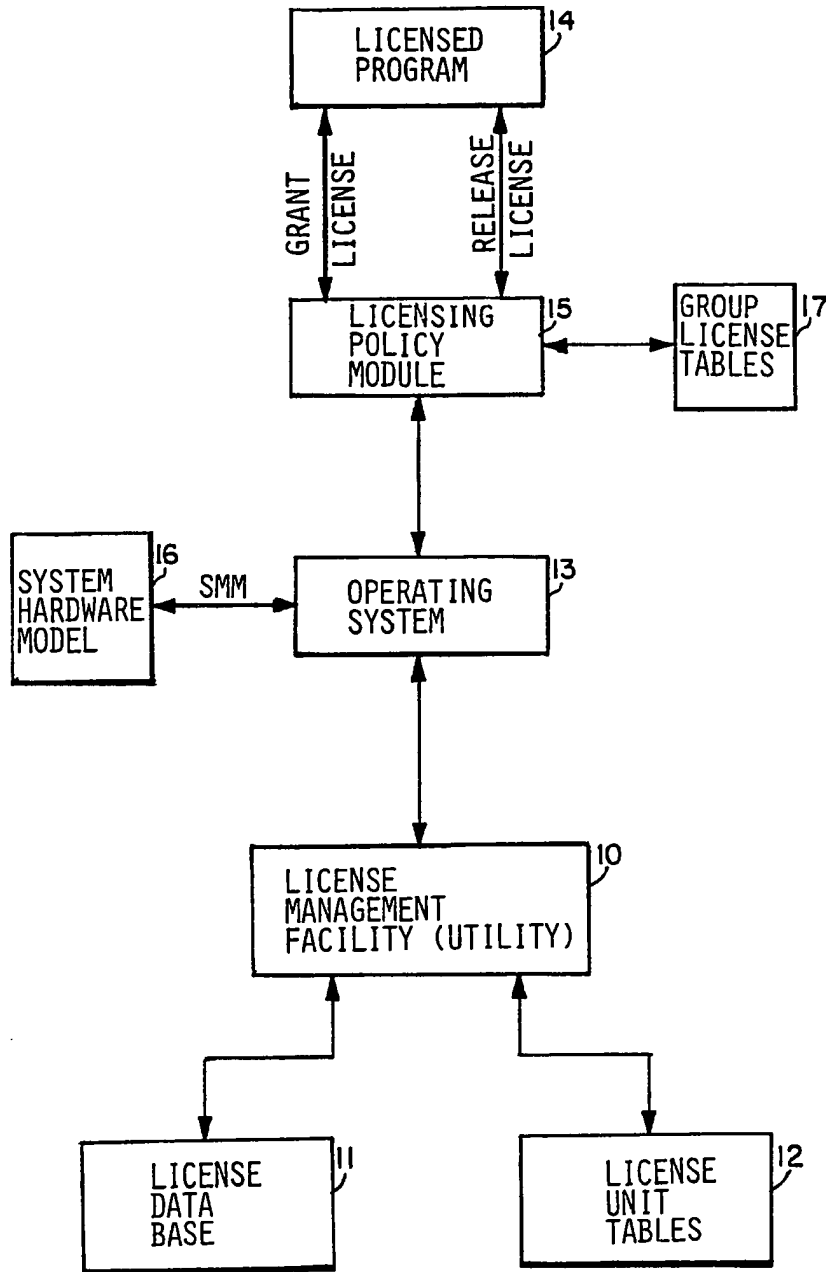 LICENSED
PROGRAM
14
GRANT
LICENSE
RELEASE
LICENSE
LICENSING
POLICY
MODULE
15
GROUP
LICENSE
TABLES
17
SYSTEM
HARDWARE
MODEL
16
SMM
OPERATING
SYSTEM
13
LICENSE
MANAGEMENT
FACILITY (UTILITY)
10
LICENSE
DATA
BASE
11
LICENSE
UNIT
TABLES
12